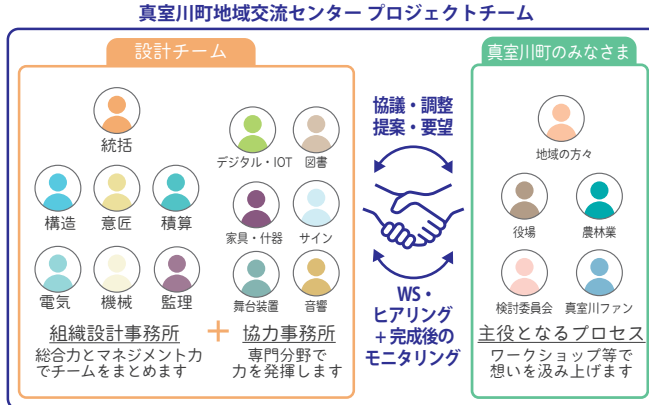 真室川町地域交流センター プロジェクトチーム
設計チーム
統括
デジタル・IOT
図書
構造
意匠
積算
家具・什器
サイン
電気
機械
監理
舞台装置
音響
組織設計事務所
総合力とマネジメント力
でチームをまとめます
+
協力事務所
専門分野で
力を発揮します
協議・調整
提案・要望
WS・
ヒアリング
+完成後の
モニタリング
真室川町のみなさま
地域の方々
役場
農林業
検討委員会
真室川ファン
主役となるプロセス
ワークショップ等で
想いを汲み上げます